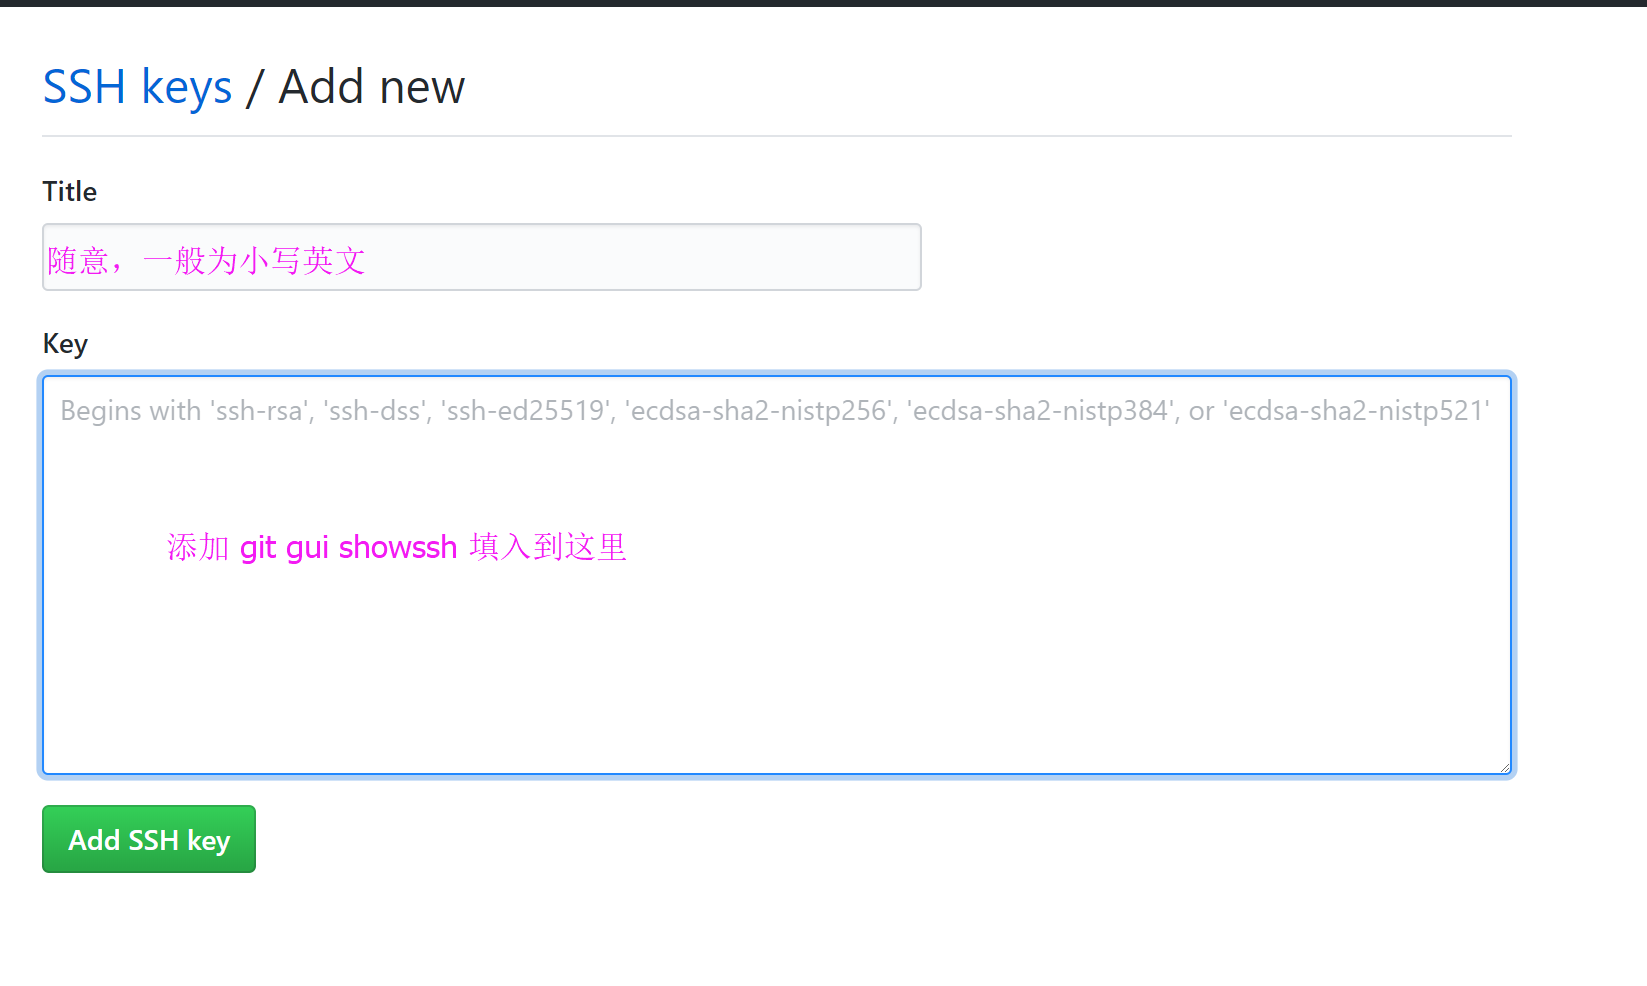 SSH keys / Add new
Title
随意，一般为小写英文
Key
Begins with 'ssh-rsa', 'ssh-dss', 'ssh-ed25519', 'ecdsa-sha2-nistp256', 'ecdsa-sha2-nistp384', or 'ecdsa-sha2-nistp521'
添加 git gui showssh 填入到这里
Add SSH key